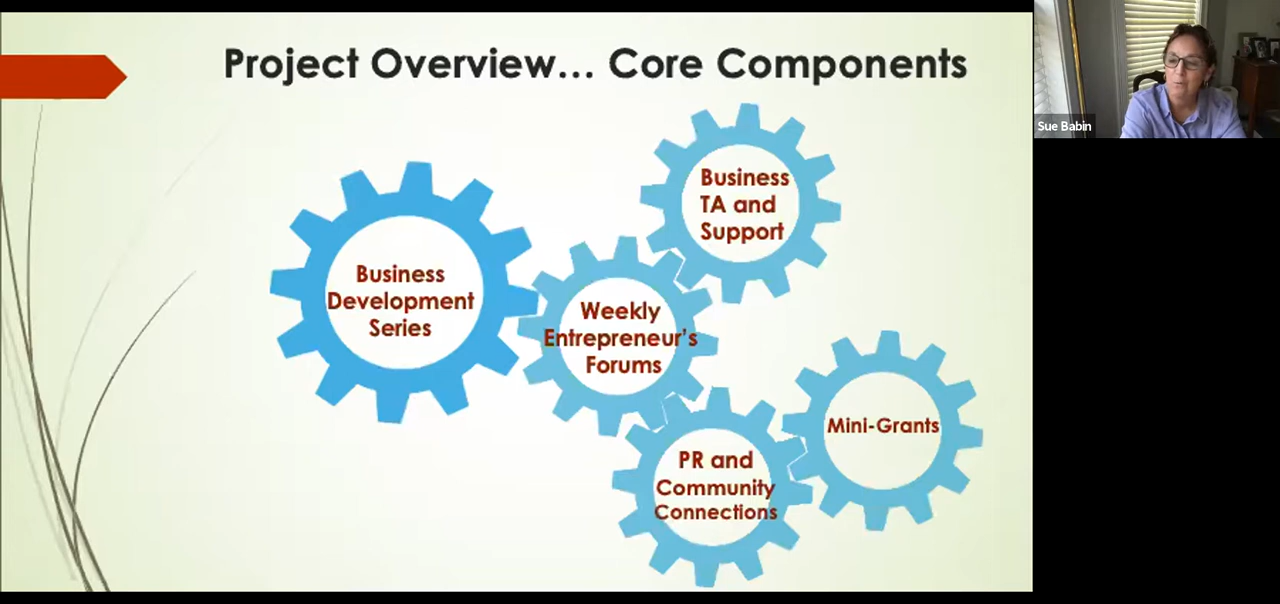 Project Overview... Core Components
Sue Babin
Business
TA and
Support
Business
Development
Series
Weekly
Entrepreneur's
Forums
Mini-Grants
PR and
Community
Connections